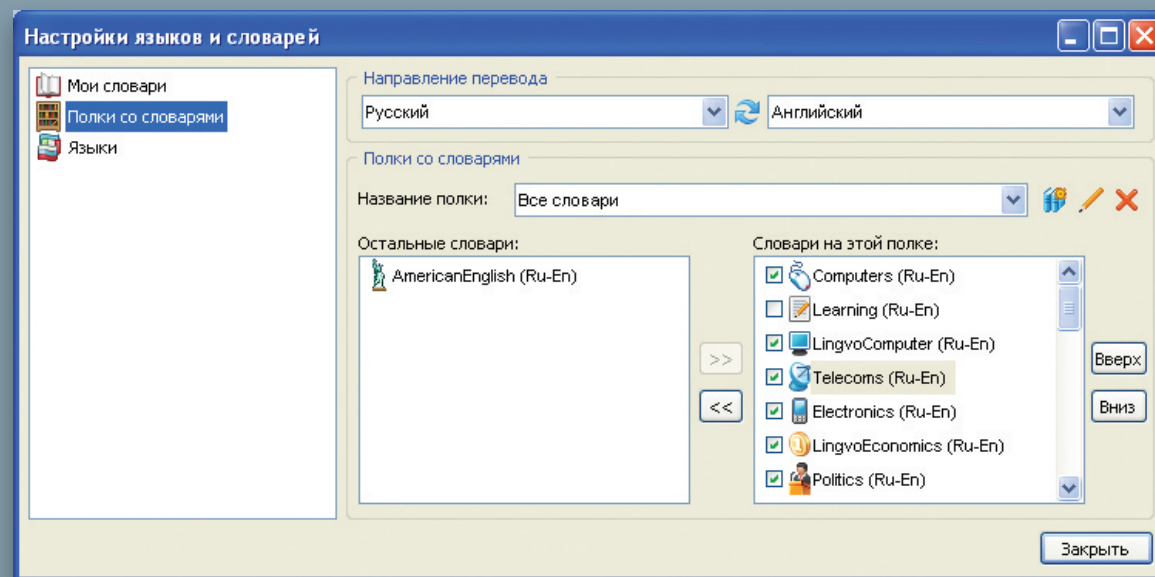 Настройки языков и словарей
Мои словари
Полки со словарями
Языки
Направление перевода
Русский
Английский
Полки со словарями
Название полки:
Все словари
Остальные словари:
AmericanEnglish (Ru-En)
>>
<<
Словари на этой полке:
Computers (Ru-En)
Learning (Ru-En)
LingvoComputer (Ru-En)
Telecoms (Ru-En)
Electronics (Ru-En)
LingvoEconomics (Ru-En)
Politics (Ru-En)
Вверх
Вниз
Закрыть